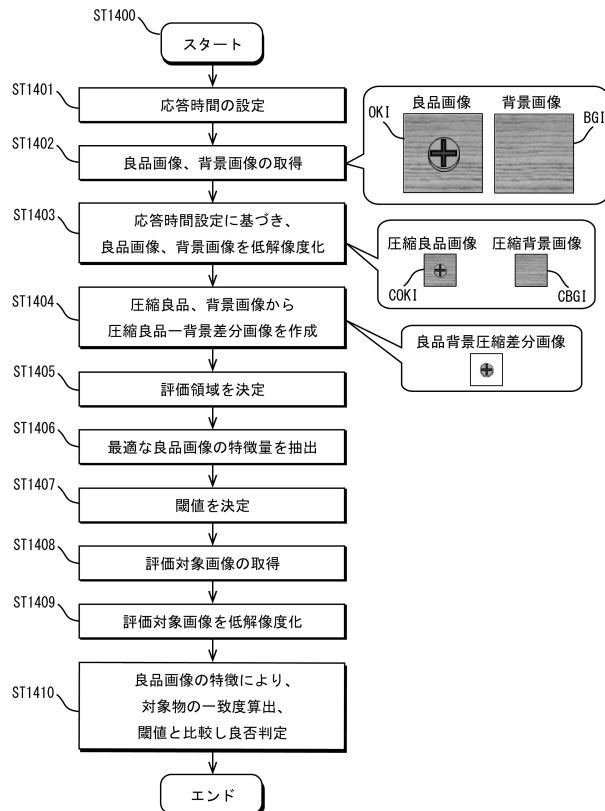 ST1400
スタート
ST1401
応答時間の設定
ST1402
良品画像、背景画像の取得
良品画像
背景画像
OKI
BGI
ST1403
応答時間設定に基づき、
良品画像、背景画像を低解像度化
圧縮良品画像
圧縮背景画像
COKI
CBGI
ST1404
圧縮良品、背景画像から
圧縮良品ー背景差分画像を作成
良品背景圧縮差分画像
ST1405
評価領域を決定
ST1406
最適な良品画像の特徴量を抽出
ST1407
閾値を決定
ST1408
評価対象画像の取得
ST1409
評価対象画像を低解像度化
ST1410
良品画像の特徴により、
対象物の一致度算出、
閾値と比較し良否判定
エンド